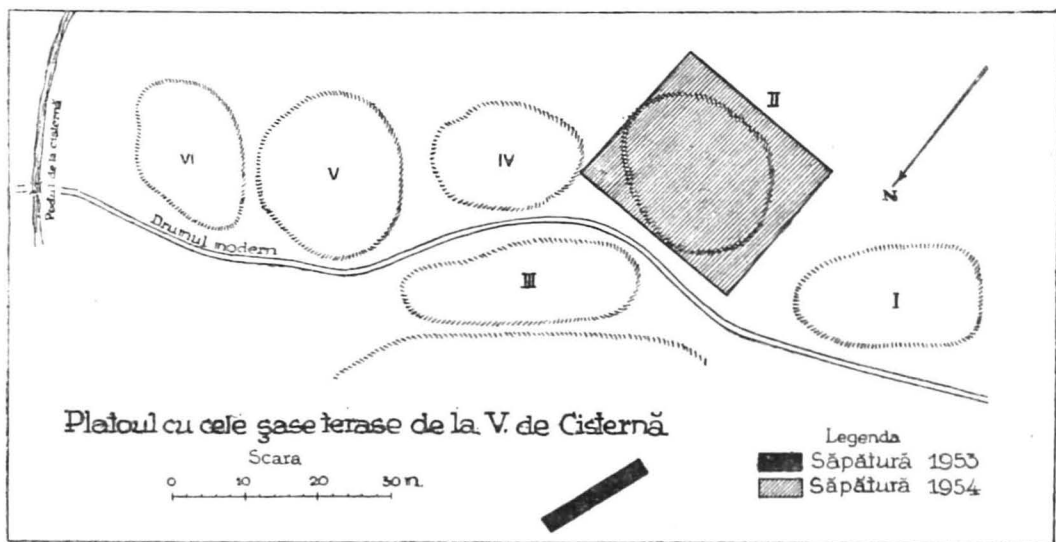 II
VI
V
IV
N
Podul de la cisternă
Drumul modern
III
I
Platoul cu cele șase terase de la V. de Cisternă
Scara
0 10 20 30 m.
Legenda
Săpătură 1953
Săpătură 1954